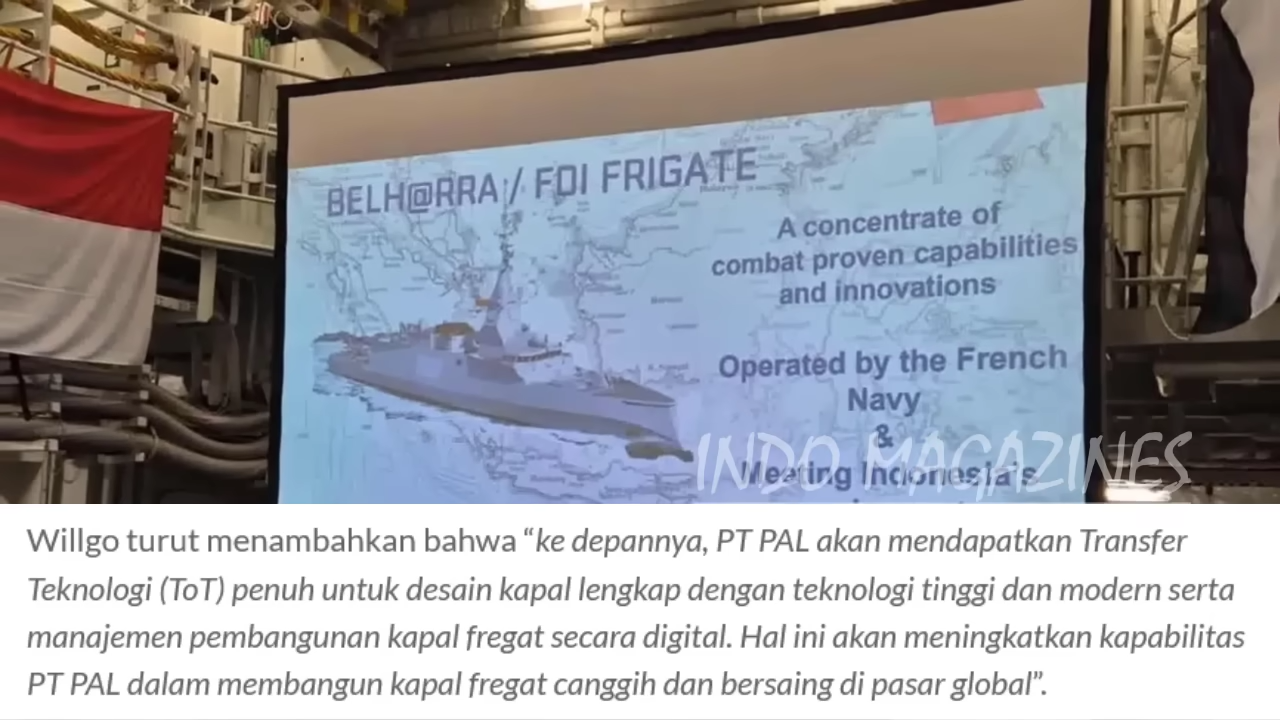 BELH@RRA / FDI FRIGATE
A concentrate of
combat proven capabilities
and innovations
Operated by the French
Navy
&
Meeting Indonesia's
INDO MAGAZINES
Willgo turut menambahkan bahwa “ke depannya, PT PAL akan mendapatkan Transfer
Teknologi (ToT) penuh untuk desain kapal lengkap dengan teknologi tinggi dan modern serta
manajemen pembangunan kapal fregat secara digital. Hal ini akan meningkatkan kapabilitas
PT PAL dalam membangun kapal fregat canggih dan bersaing di pasar global”.